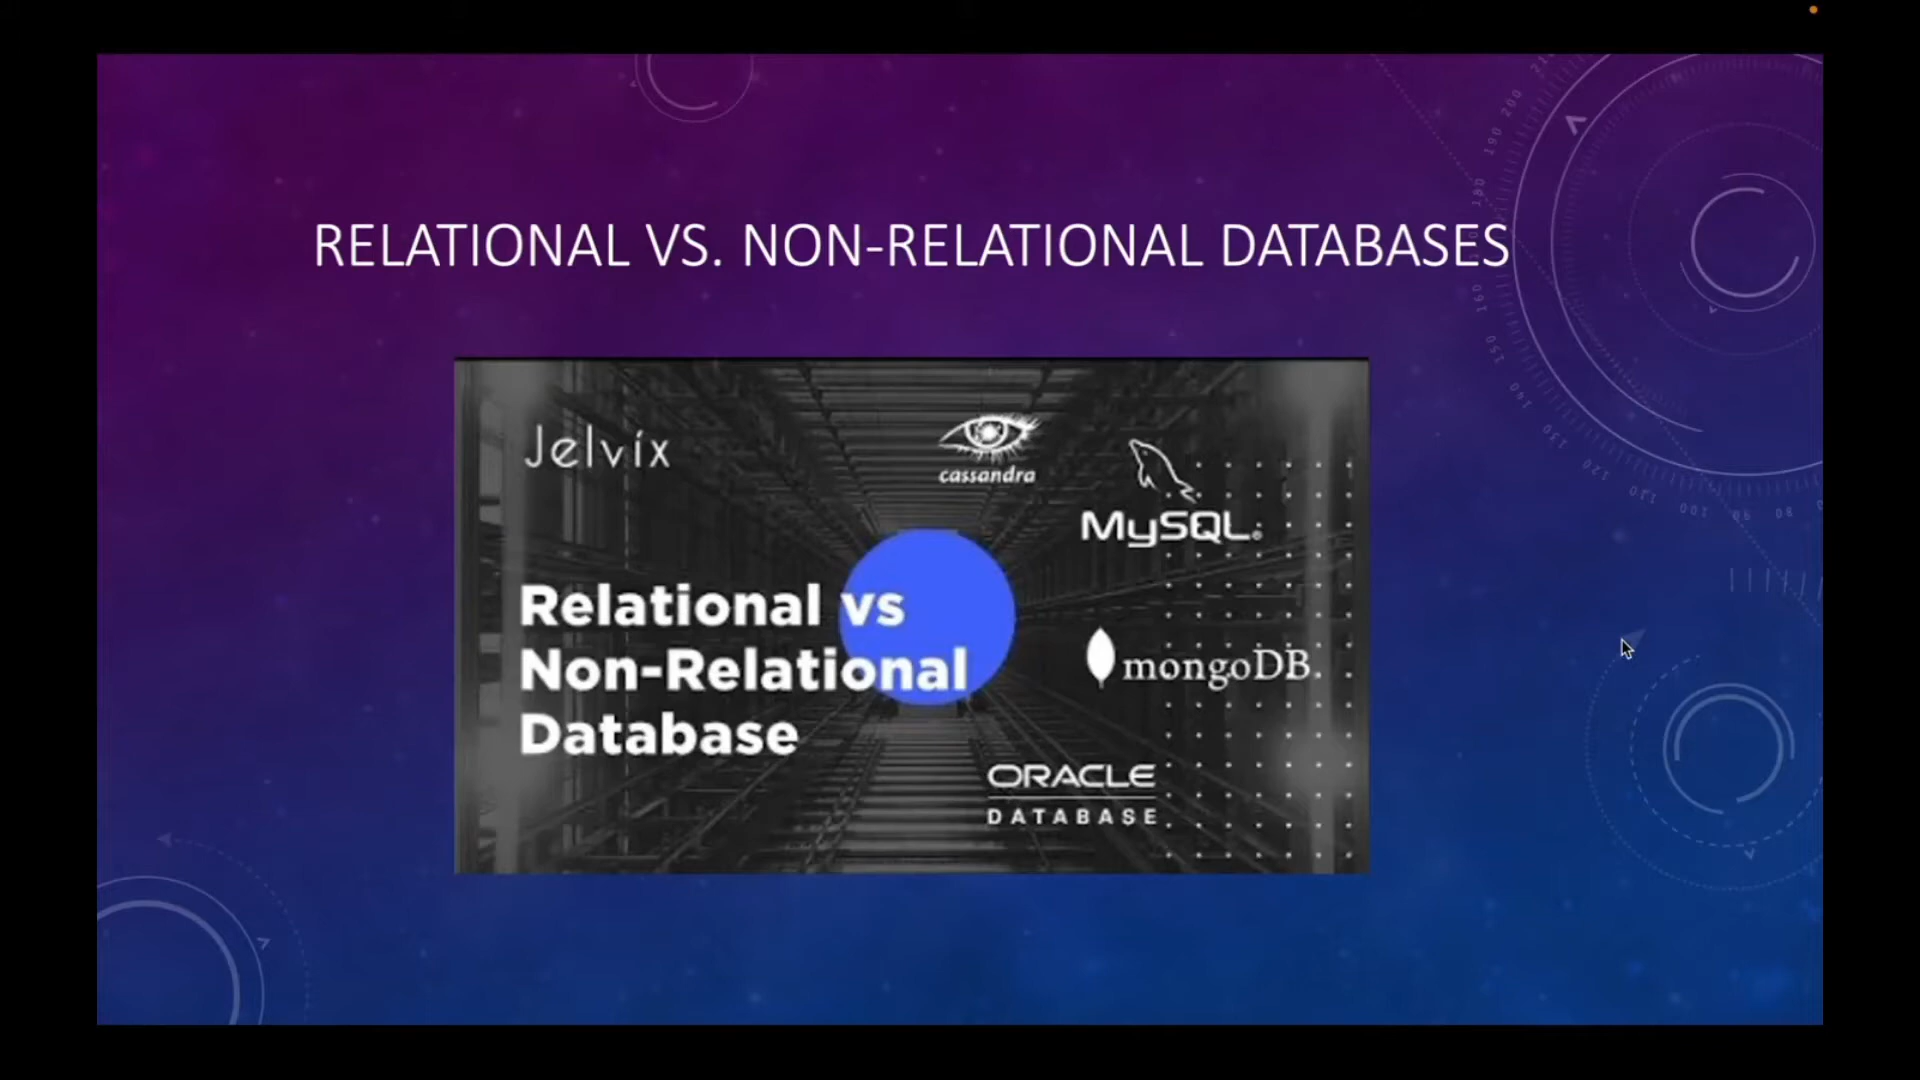 RELATIONAL VS. NON-RELATIONAL DATABASES
Jelvix
cassandra
MySQL
Relational vs
Non-Relational
Database
mongoDB.
ORACLE
DATABASE